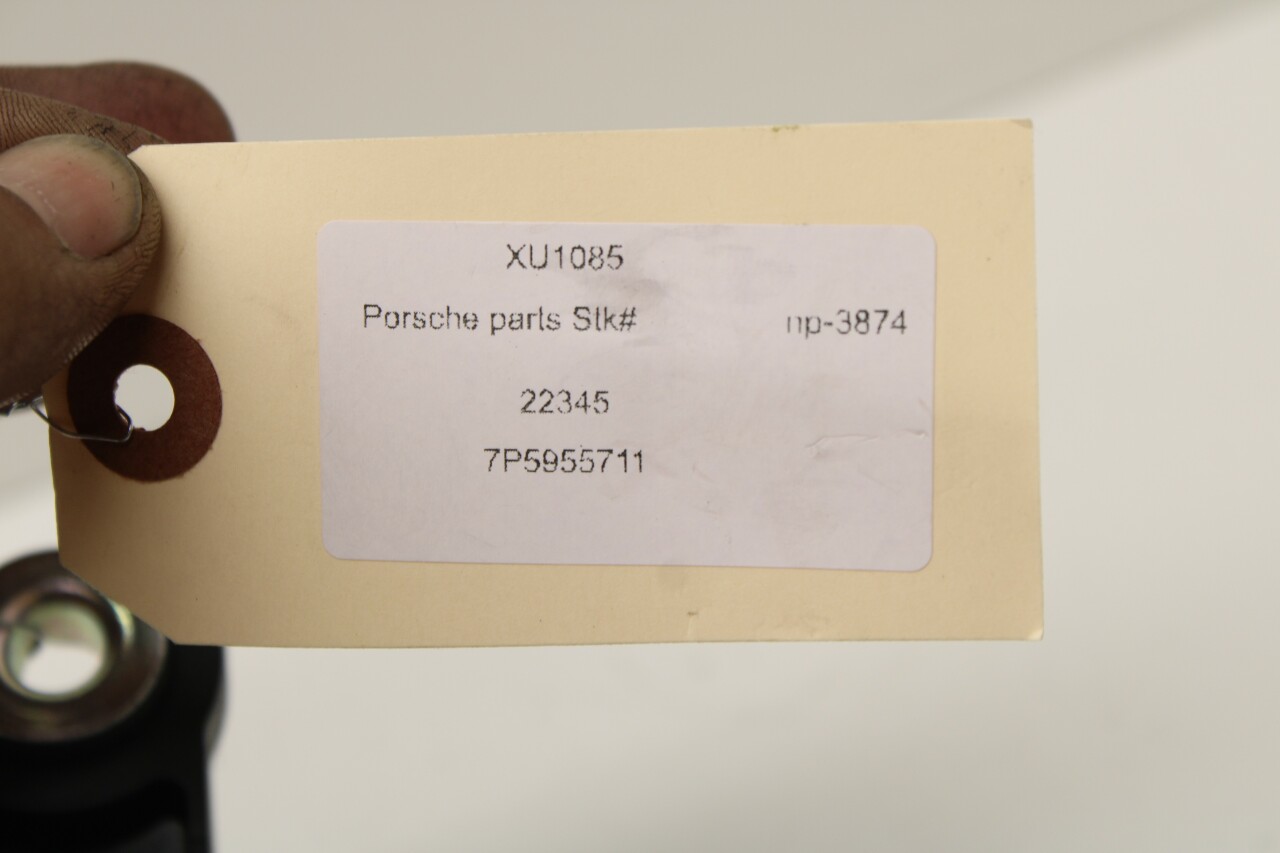 XU1085
Porsche parts Stk# np-3874
22345
7P5955711